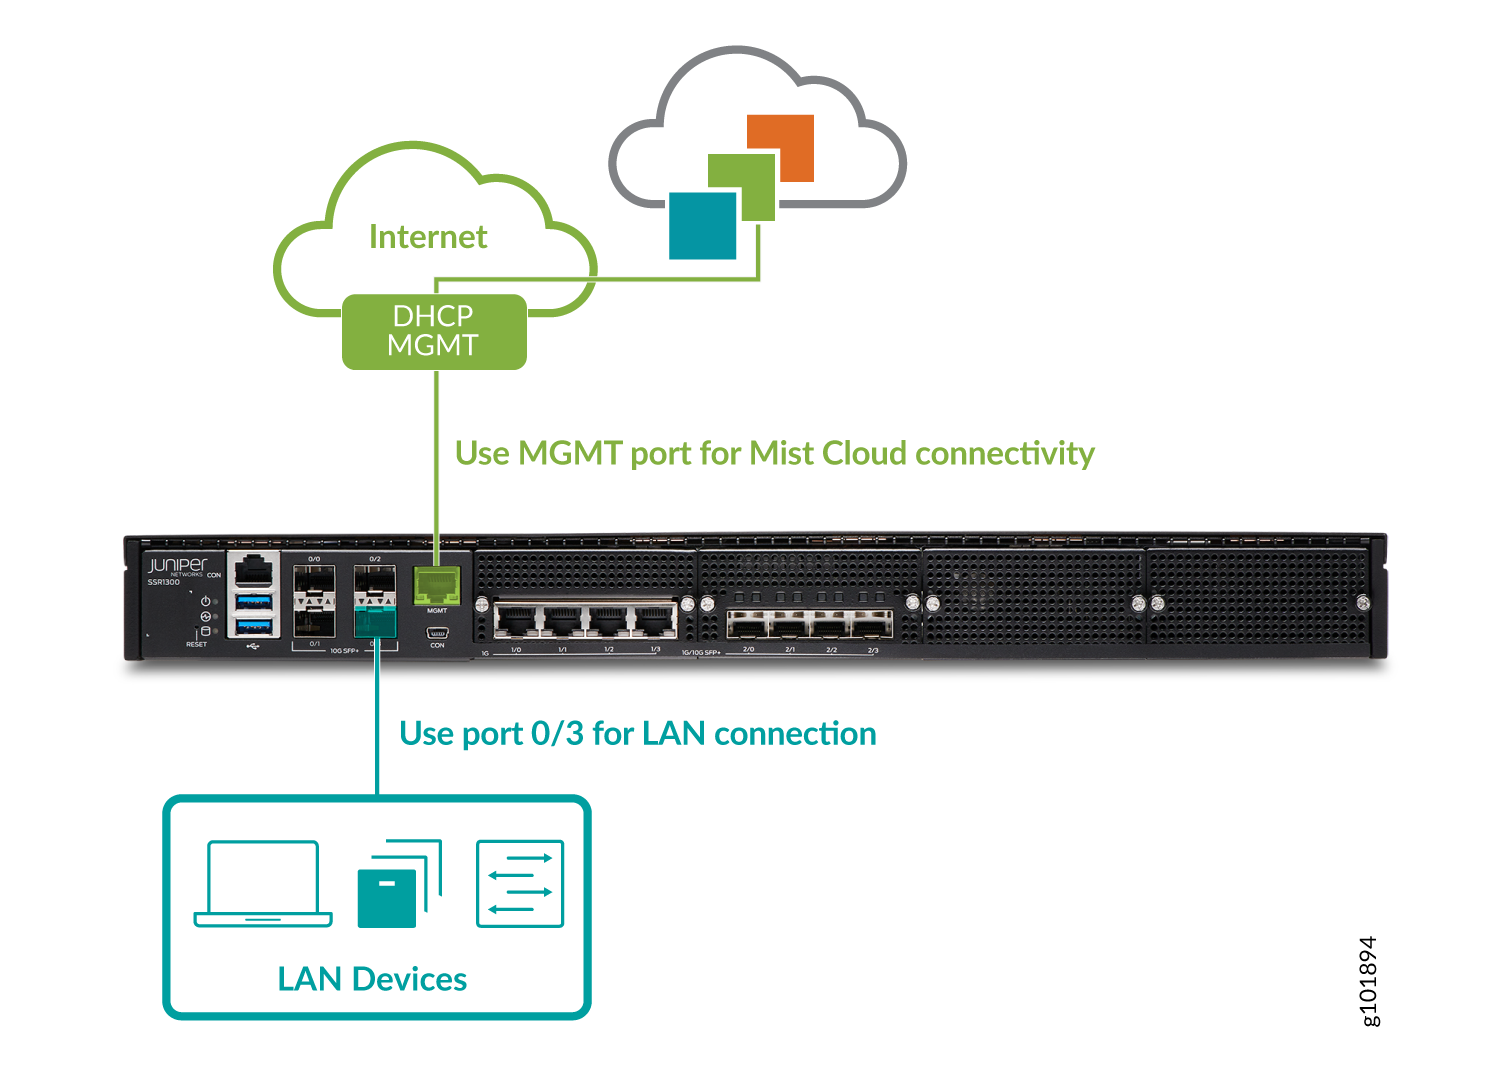 Internet
DHCP
MGMT
Use MGMT port for Mist Cloud connectivity
JUNIPER
NETWORKS
CON
SSR1300
RESET
0/0
0/2
0/1
10G SFP+
MGMT
CON
1G
1/0
1/1
1/2
1/3
1G/10G SFP+
2/0
2/1
2/2
2/3
Use port 0/3 for LAN connection
LAN Devices
g101894